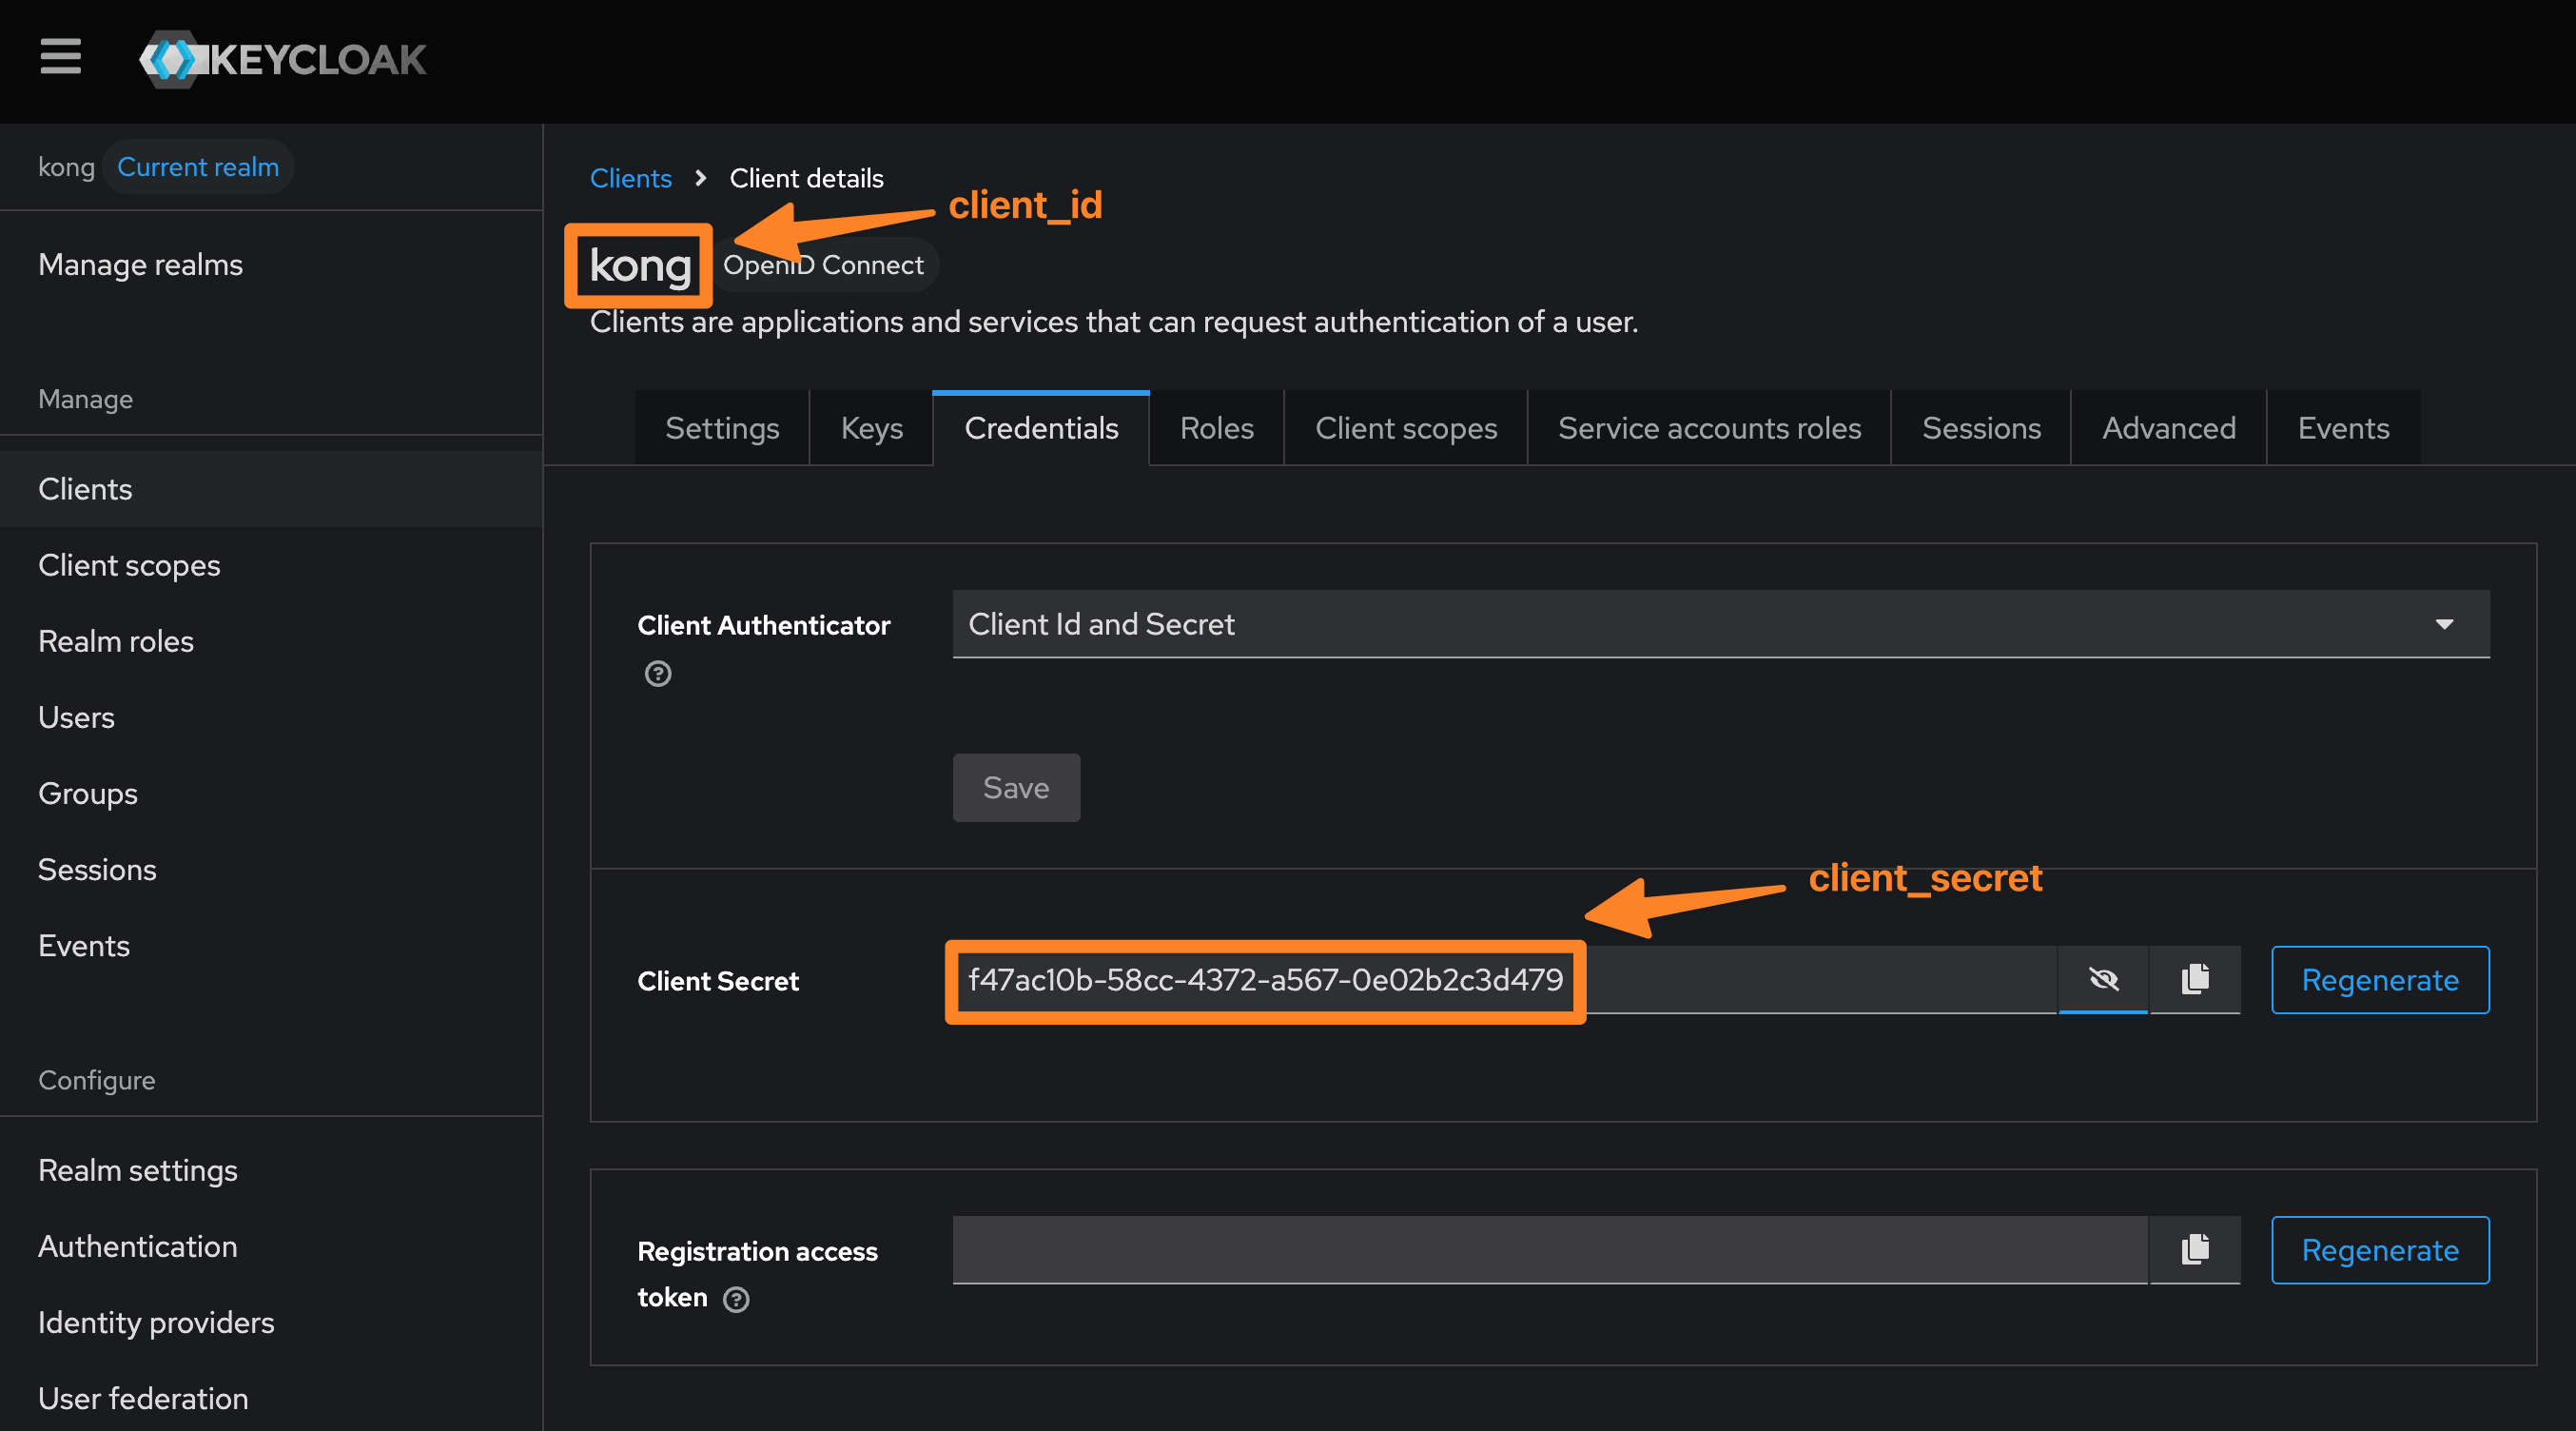 KEYCLOAK
kong Current realm
Manage realms
Manage
Clients
Client scopes
Realm roles
Users
Groups
Sessions
Events
Configure
Realm settings
Authentication
Identity providers
User federation
Clients > Client details
client_id
kong OpenID Connect
Clients are applications and services that can request authentication of a user.
Settings Keys Credentials Roles Client scopes Service accounts roles Sessions Advanced Events
Client Authenticator Client Id and Secret
Save
client_secret
Client Secret f47ac10b-58cc-4372-a567-0e02b2c3d479 Regenerate
Registration access
token
Regenerate